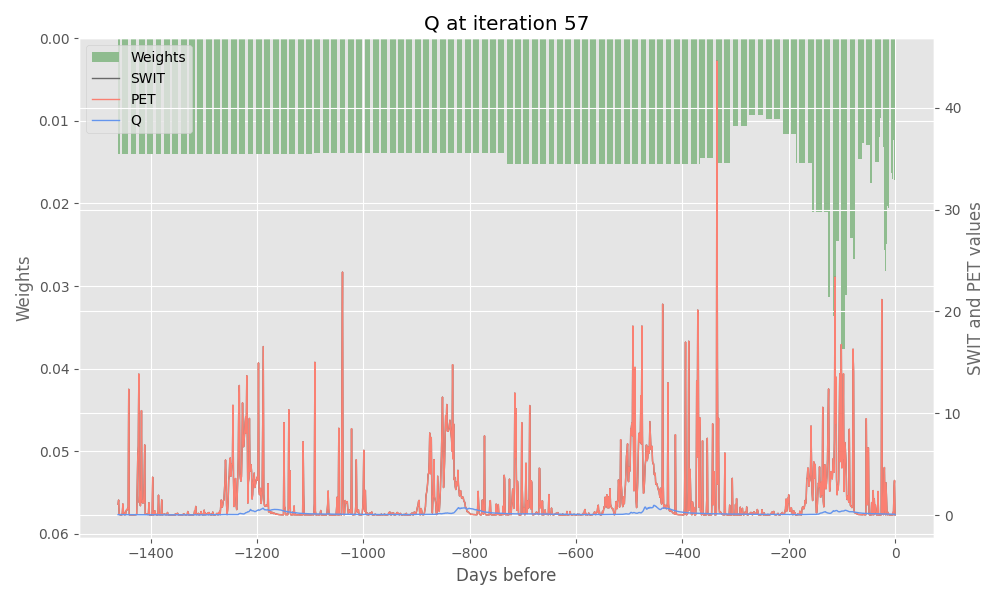 Q at iteration 57
Weights
SWIT
PET
Q
0.00
0.01
0.02
0.03
0.04
0.05
0.06
Weights
40
30
20
10
0
SWIT and PET values
−1400
−1200
−1000
−800
−600
−400
−200
0
Days before